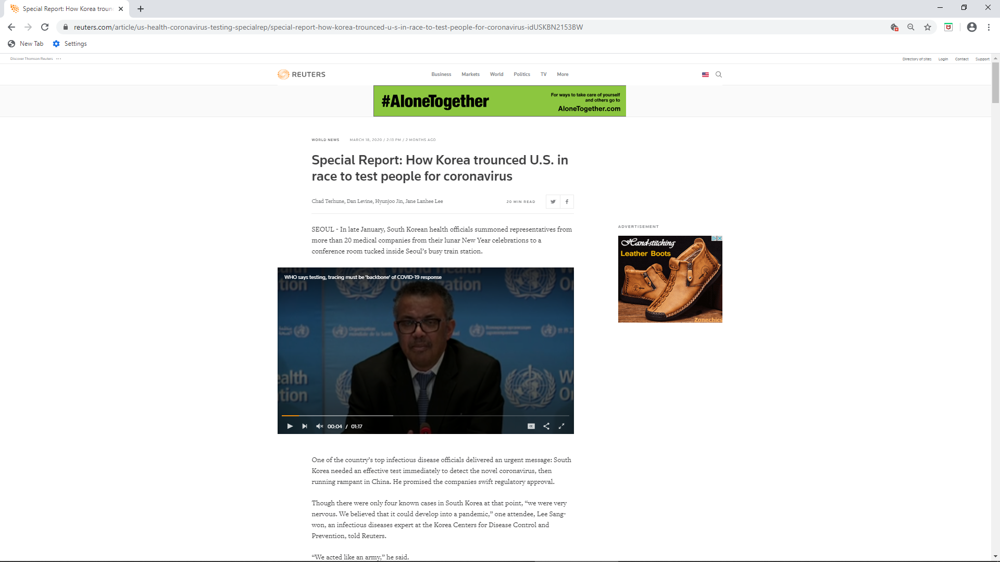 Special Report: How Korea troun
reuters.com/article/us-health-coronavirus-testing-specialrep/special-report-how-korea-trounced-u-s-in-race-to-test-people-for-coronavirus-idUSKBN2153BW
New Tab Settings
Discover Thomson Reuters
Directory of sites Login Contact Support
REUTERS Business Markets World Politics TV More
#AloneTogether
For ways to take care of yourself
and others go to
AloneTogether.com
WORLD NEWS MARCH 18, 2020 / 2:13 PM / 2 MONTHS AGO
Special Report: How Korea trounced U.S. in
race to test people for coronavirus
Chad Terhune, Dan Levine, Hyunjoo Jin, Jane Lanhee Lee 20 MIN READ
SEOUL - In late January, South Korean health officials summoned representatives from
more than 20 medical companies from their lunar New Year celebrations to a
conference room tucked inside Seoul’s busy train station.
ADVERTISEMENT
Hand-stitching
Leather Boots
Zonechics
WHO says testing, tracing must be 'backbone' of COVID-19 response
World Health
Organization
Organisation
mondiale de la Santé
Всемирная организация
здравоохранения
00:04 / 01:17
One of the country’s top infectious disease officials delivered an urgent message: South
Korea needed an effective test immediately to detect the novel coronavirus, then
running rampant in China. He promised the companies swift regulatory approval.
Though there were only four known cases in South Korea at that point, “we were very
nervous. We believed that it could develop into a pandemic,” one attendee, Lee Sang-
won, an infectious diseases expert at the Korea Centers for Disease Control and
Prevention, told Reuters.
“We acted like an army,” he said.